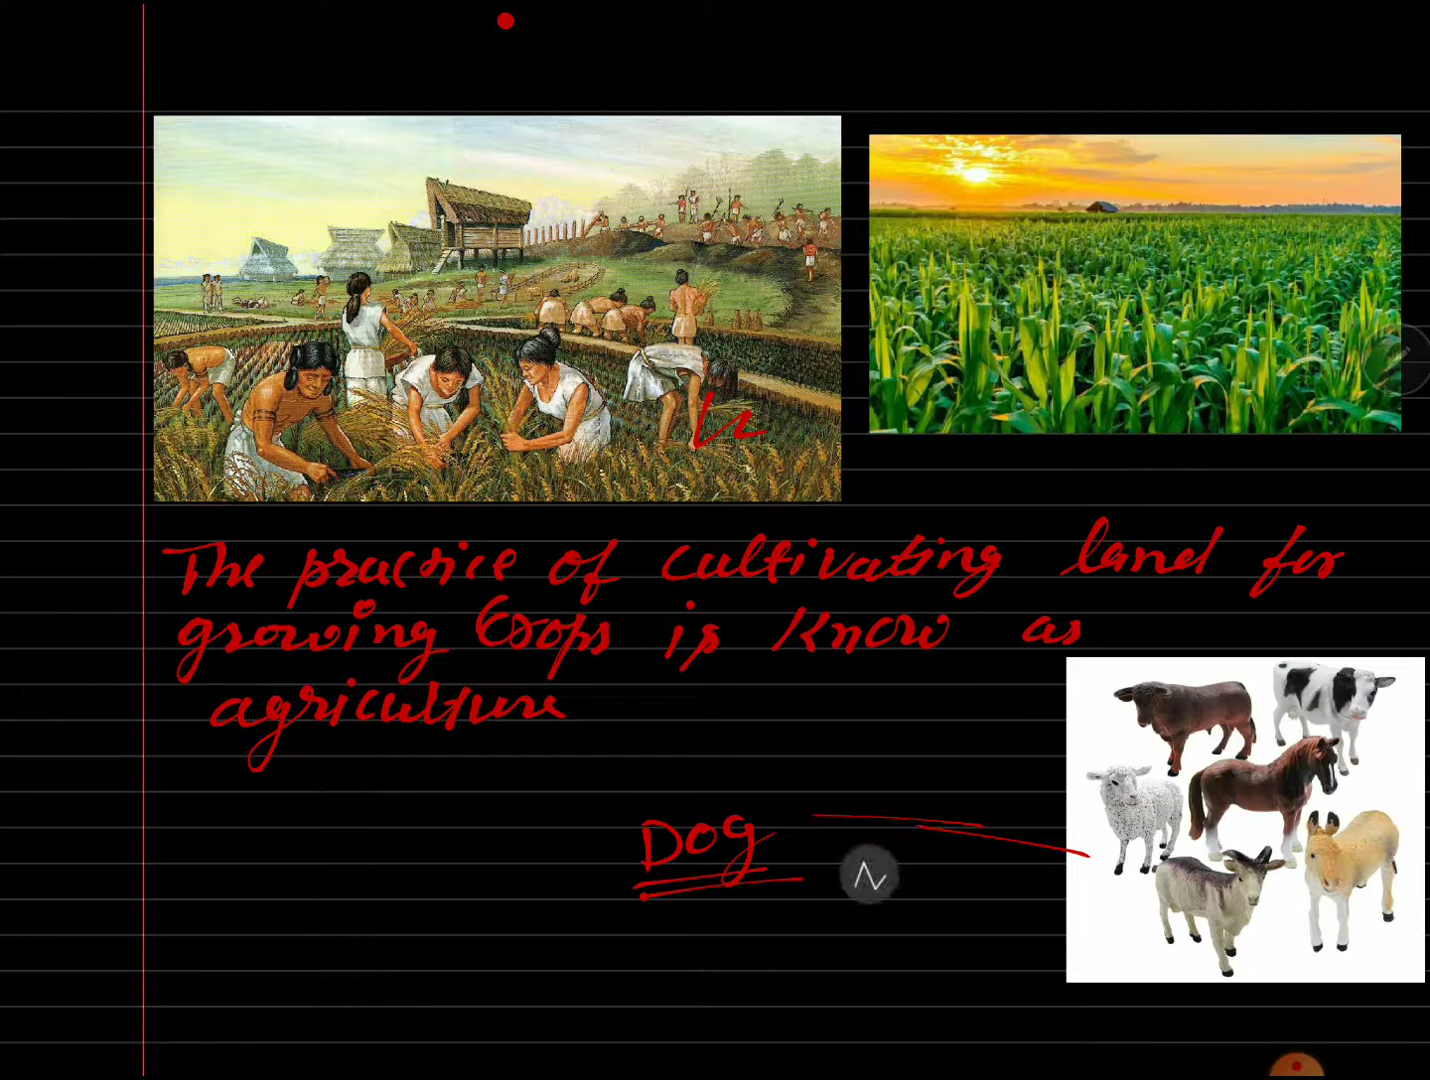 The practice of cultivating land for
growing Crops is Know as
agriculture
Dog